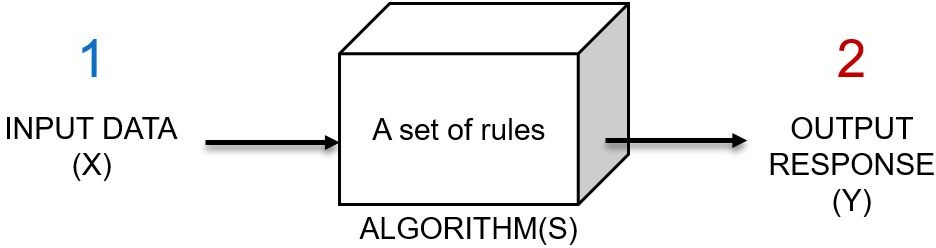 1
INPUT DATA
(X)
A set of rules
ALGORITHM(S)
2
OUTPUT
RESPONSE
(Y)